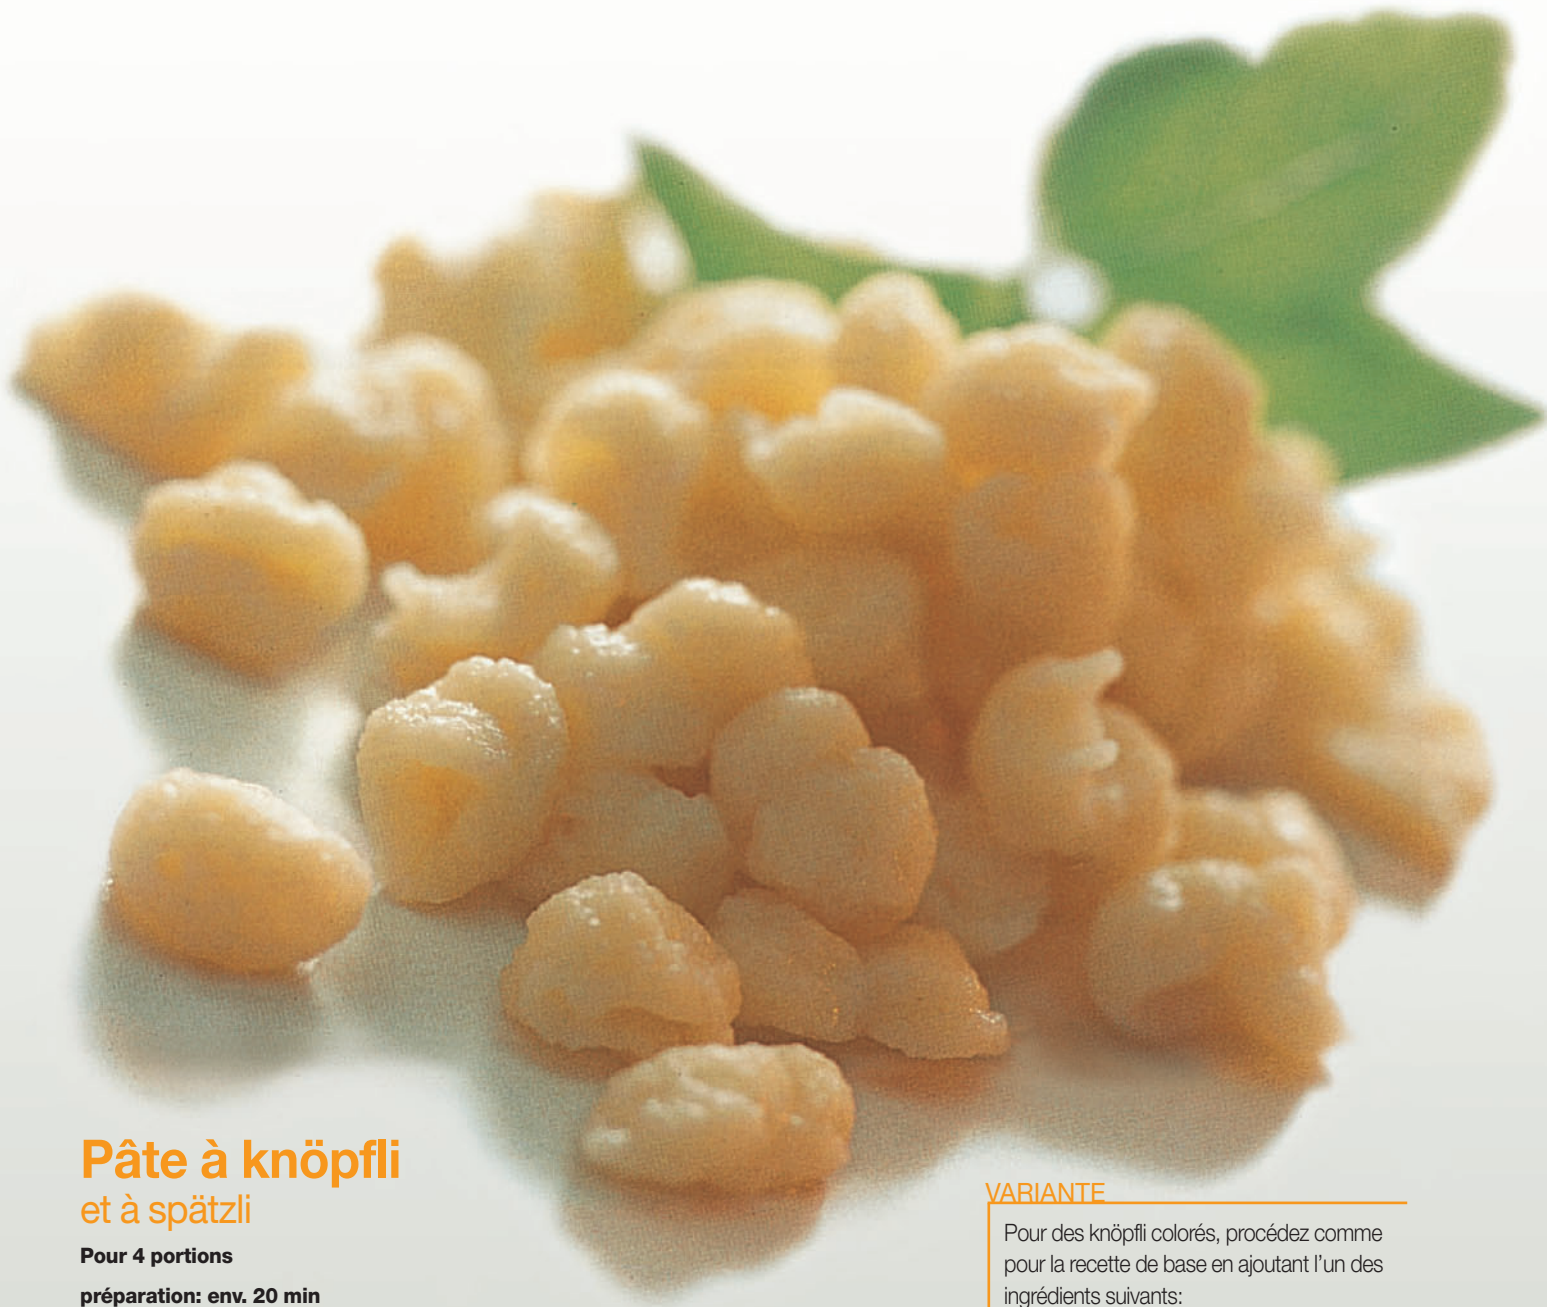 Pâte à knöpfli
et à spätzli
Pour 4 portions
préparation: env. 20 min
VARIANTE
Pour des knöpfli colorés, procédez comme
pour la recette de base en ajoutant l’un des
ingrédients suivants: